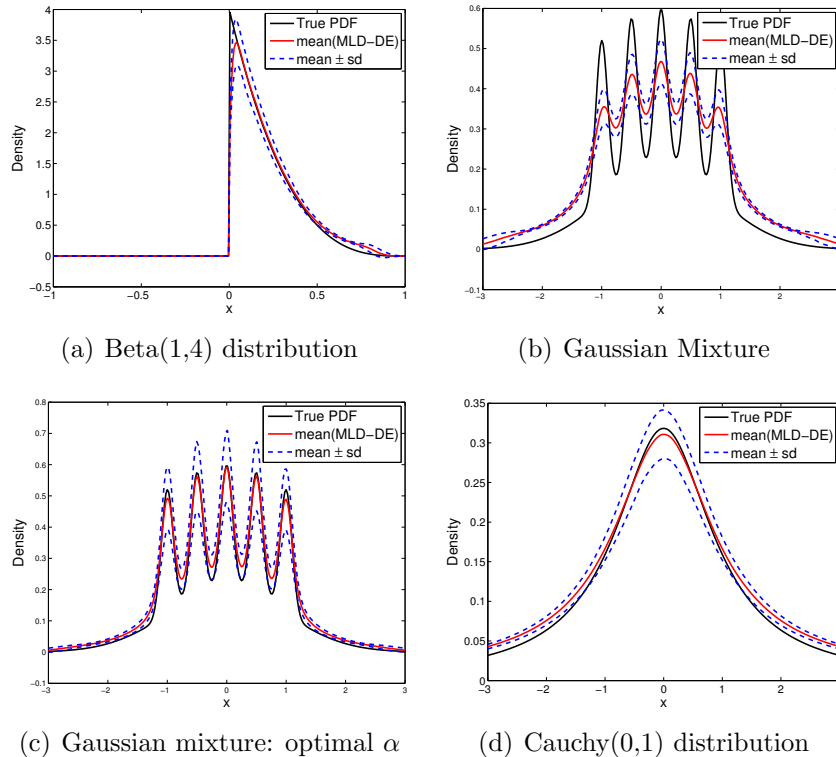 4
3.5
3
2.5
2
1.5
1
0.5
0
−0.5
Density
−1
−0.5
0
0.5
1
x
True PDF
mean(MLD−DE)
mean ± sd
(a) Beta(1,4) distribution
0.6
0.5
0.4
0.3
0.2
0.1
0
−0.1
Density
−3
−2
−1
0
1
2
3
x
True PDF
mean(MLD−DE)
mean ± sd
(b) Gaussian Mixture
0.8
0.7
0.6
0.5
0.4
0.3
0.2
0.1
0
−0.1
Density
−3
−2
−1
0
1
2
3
x
True PDF
mean(MLD−DE)
mean ± sd
(c) Gaussian mixture: optimal α
0.35
0.3
0.25
0.2
0.15
0.1
0.05
0
Density
−3
−2
−1
0
1
2
x
True PDF
mean(MLD−DE)
mean ± sd
(d) Cauchy(0,1) distribution